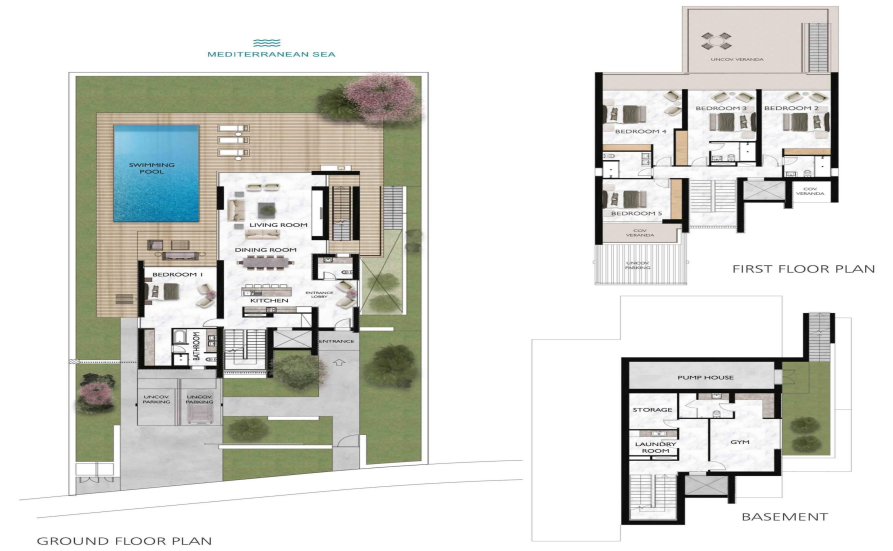 MEDITERRANEAN SEA
SWIMMING
POOL
LIVING ROOM
DINING ROOM
BEDROOM 1
KITCHEN
ENTRANCE
LOBBY
BATHROOM
ENTRANCE
UNCOV
PARKING
UNCOV
PARKING
GROUND FLOOR PLAN
UNCOV VERANDA
BEDROOM 4
BEDROOM 3
BEDROOM 2
BEDROOM 5
COV
VERANDA
COV
VERANDA
UNCOV
PARKING
FIRST FLOOR PLAN
PUMP HOUSE
STORAGE
LAUNDRY
ROOM
GYM
BASEMENT